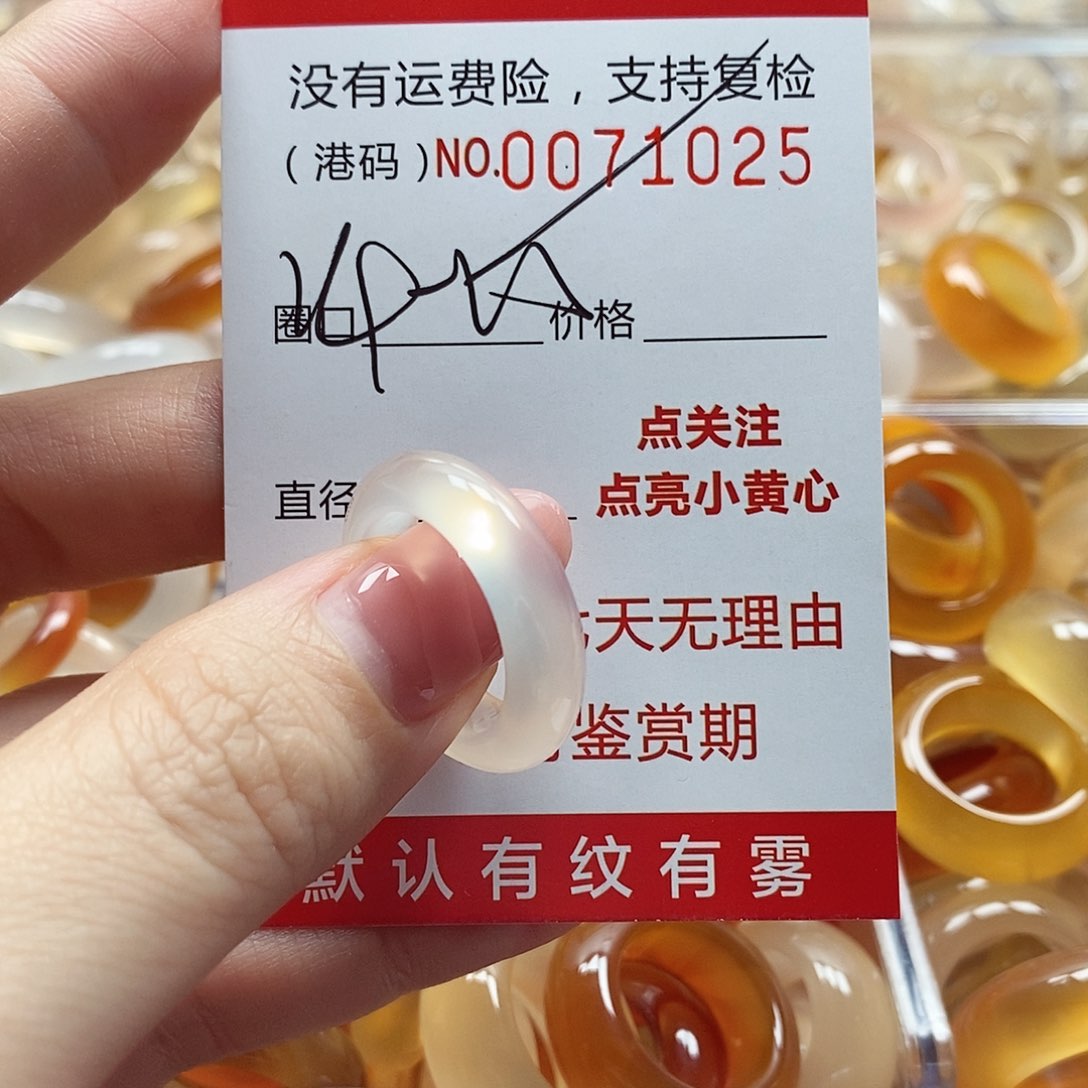 没有运费险，支持复检
(港码)NO.0071025
圈口 价格
点关注
直径 点亮小黄心
七天无理由
鉴赏期
默认有纹有雾